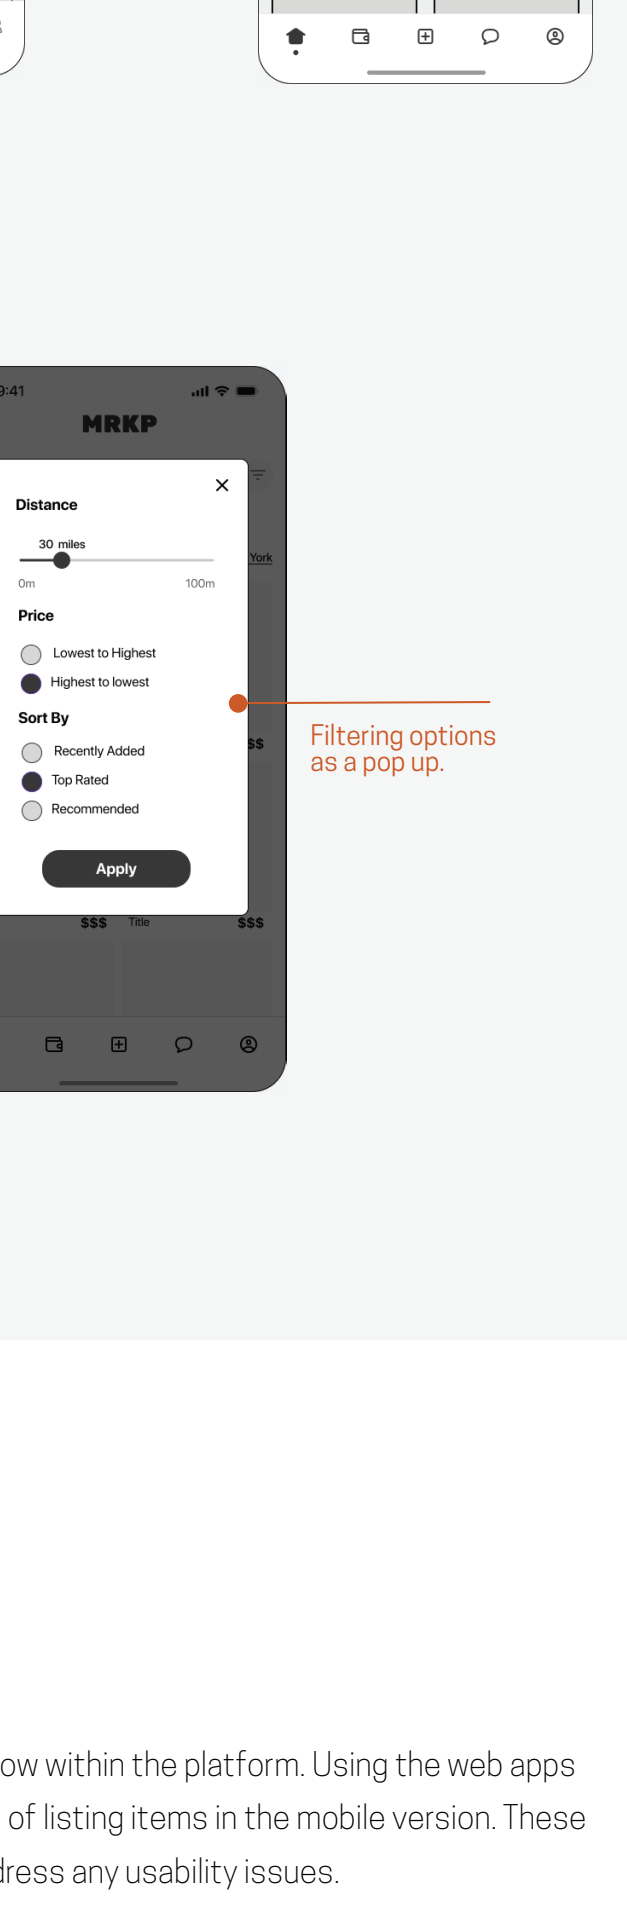 9:41
MRKP
Distance
30 miles
0m 100m
York
Price
Lowest to Highest
Highest to lowest
Sort By
Recently Added
Top Rated
Recommended
Apply
$$
Filtering options
as a pop up.
$$$ Title $$$
within the platform. Using the web apps
of listing items in the mobile version. These
any usability issues.